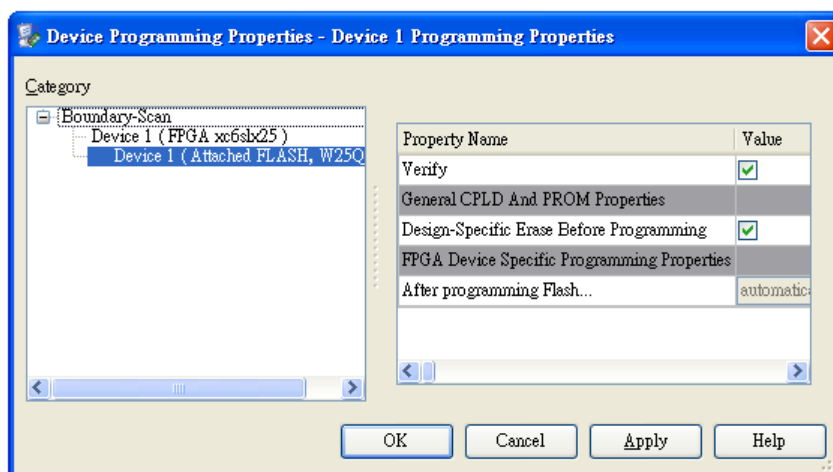 Device Programming Properties - Device 1 Programming Properties
Category
Boundary-Scan
Device 1 ( FPGA xc6slx25 )
Device 1 ( Attached FLASH, W25Q
Property Name Value
Verify
General CPLD And PROM Properties
Design-Specific Erase Before Programming
FPGA Device Specific Programming Properties
After programming Flash... automatica
OK Cancel Apply Help